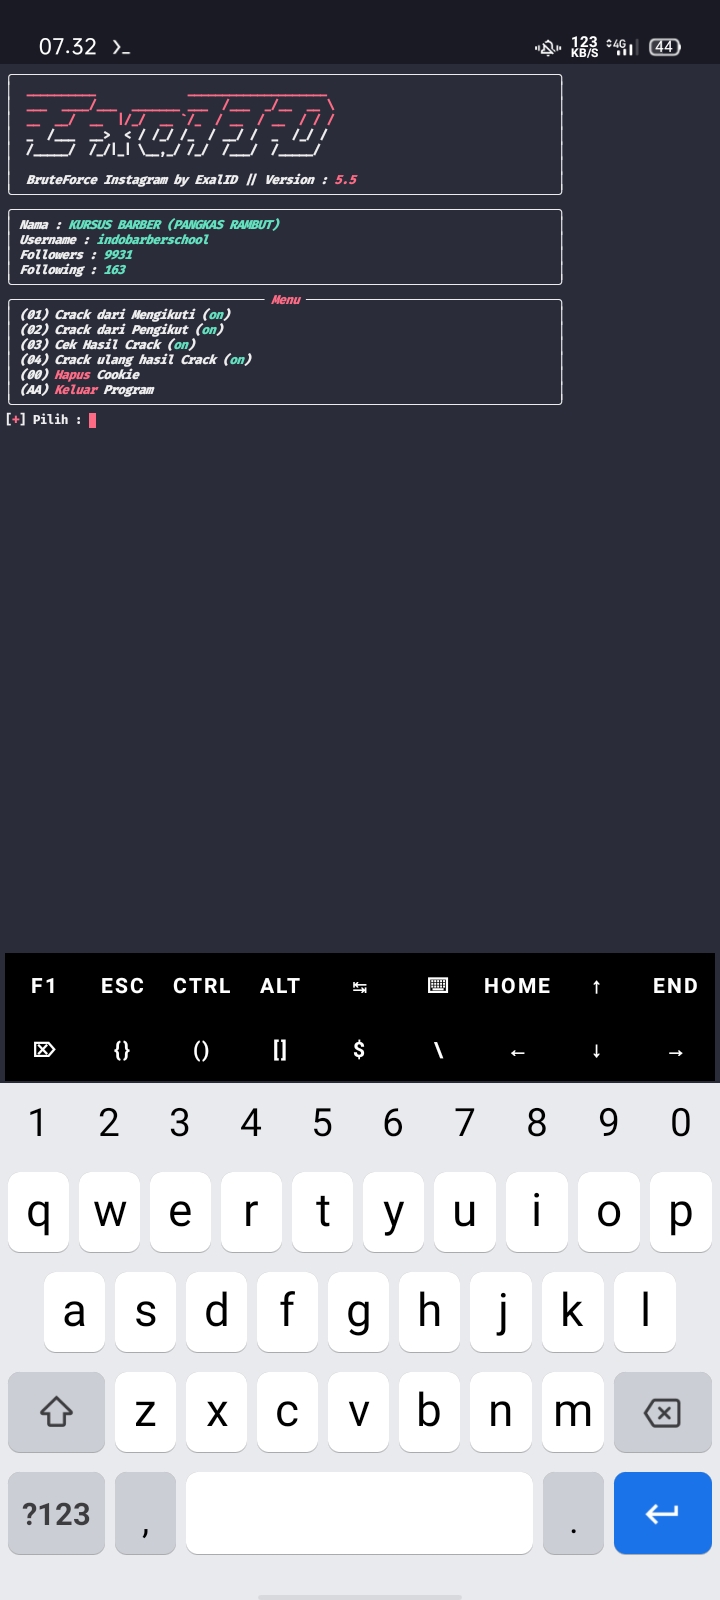 07.32
123
KB/S
4G
44
ExalID
BruteForce Instagram by ExalID || Version : 5.5
Nama : KURSUS BARBER (PANGKAS RAMBUT)
Username : indobarberschool
Followers : 9931
Following : 163
Menu
(01) Crack dari Mengikuti (on)
(02) Crack dari Pengikut (on)
(03) Cek Hasil Crack (on)
(04) Crack ulang hasil Crack (on)
(00) Hapus Cookie
(AA) Keluar Program
[+] Pilih :
F1 ESC CTRL ALT ↹ ⌨ HOME ↑ END
⌦ {} () [] $ \ ← ↓ →
1 2 3 4 5 6 7 8 9 0
q w e r t y u i o p
a s d f g h j k l
z x c v b n m
?123 , .